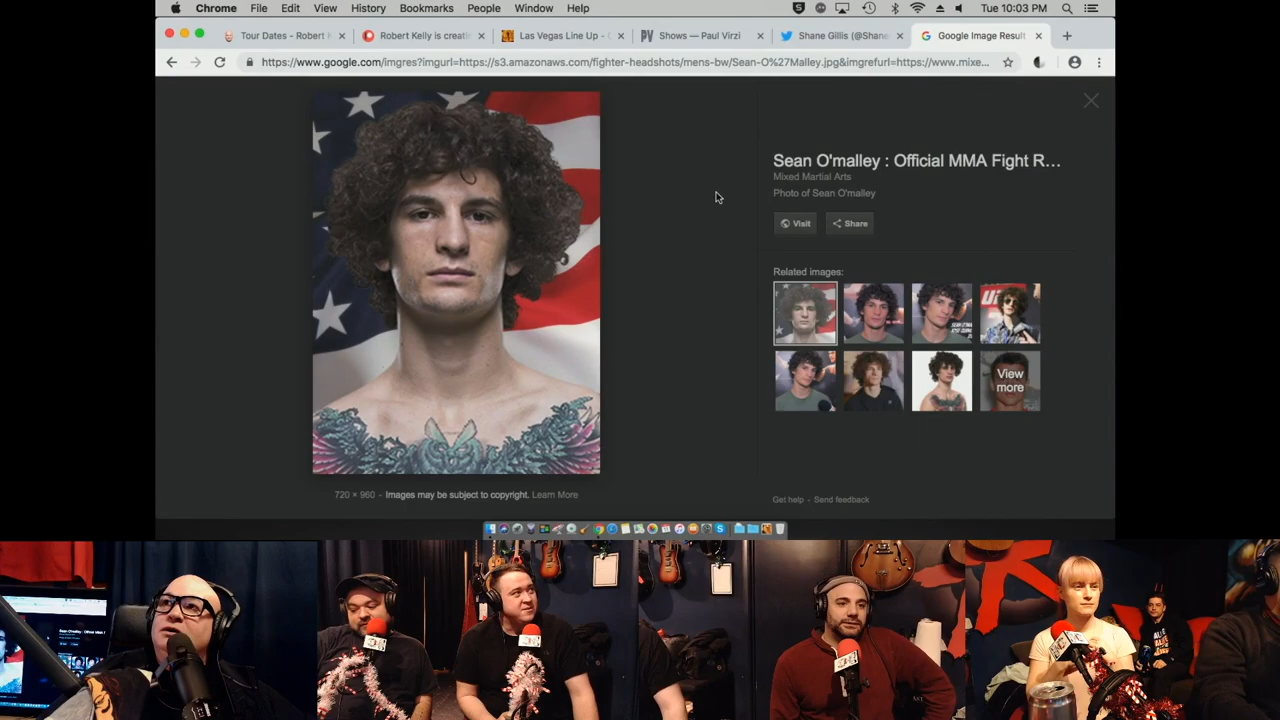 Chrome File Edit View History Bookmarks People Window Help Tue 10:03 PM
Tour Dates - Robert K Robert Kelly is creatin Las Vegas Line Up - C PV Shows — Paul Virzi Shane Gillis (@Shane Google Image Result
https://www.google.com/imgres?imgurl=https://s3.amazonaws.com/fighter-headshots/mens-bw/Sean-O%27Malley.jpg&imgrefurl=https://www.mixe...
Sean O'malley : Official MMA Fight R...
Mixed Martial Arts
Photo of Sean O'malley
Visit Share
Related images:
View
more
720 × 960 - Images may be subject to copyright. Learn More
Get help - Send feedback